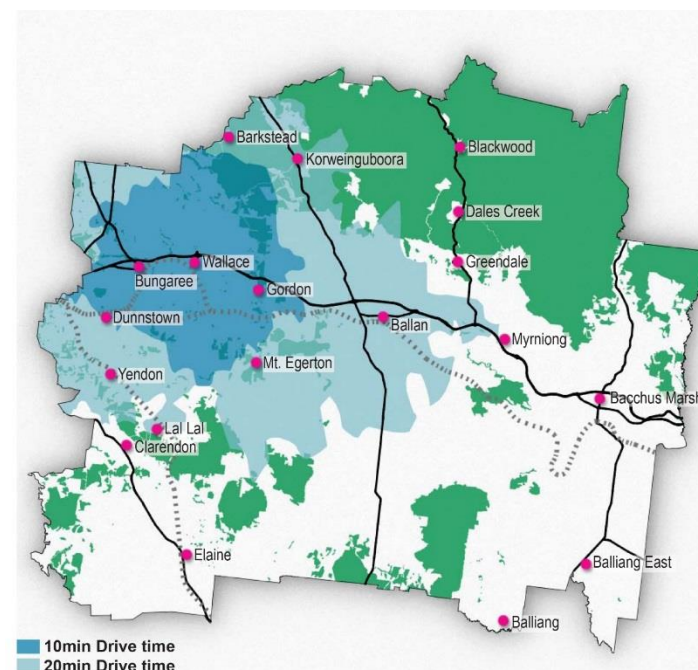 Barkstead
Korweinguboora
Blackwood
Dales Creek
Greendale
Wallace
Bungaree
Gordon
Dunnstown
Ballan
Myrniong
Mt. Egerton
Yendon
Bacchus Marsh
Lal Lal
Clarendon
Elaine
Balliang East
Balliang
10min Drive time
20min Drive time